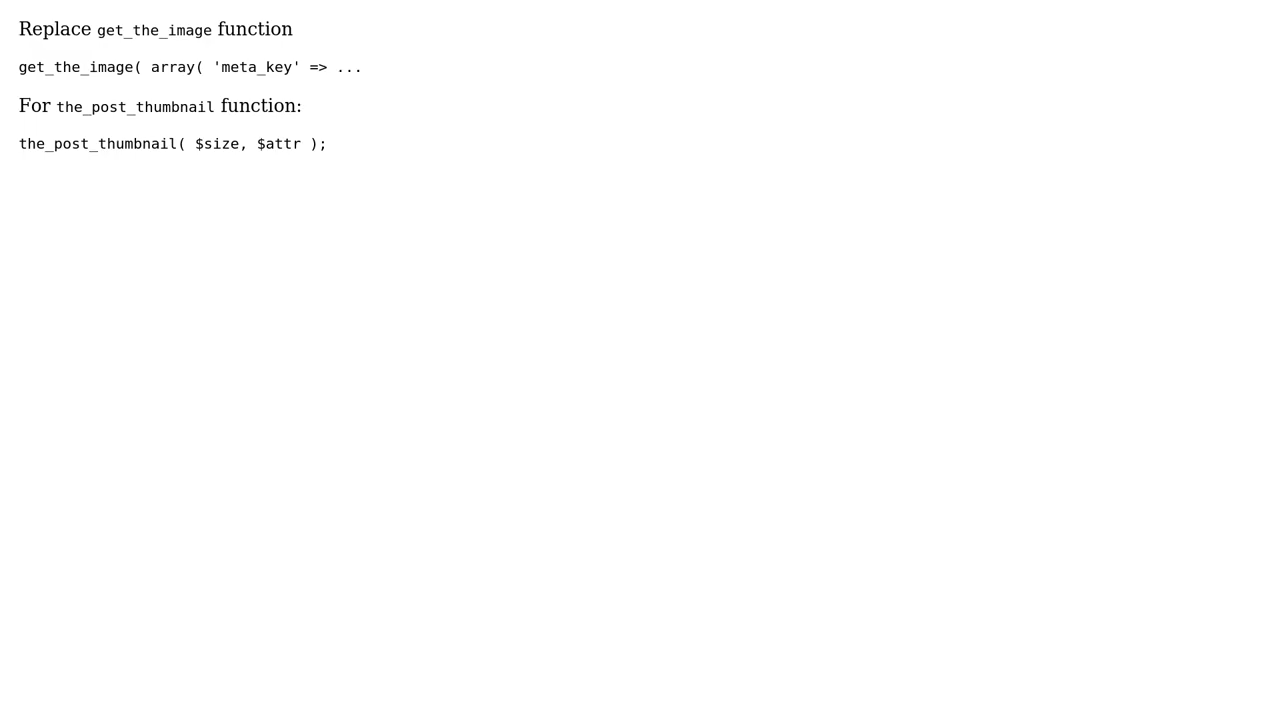 Replace get_the_image function
get_the_image( array( 'meta_key' => ...
For the_post_thumbnail function:
the_post_thumbnail( $size, $attr );